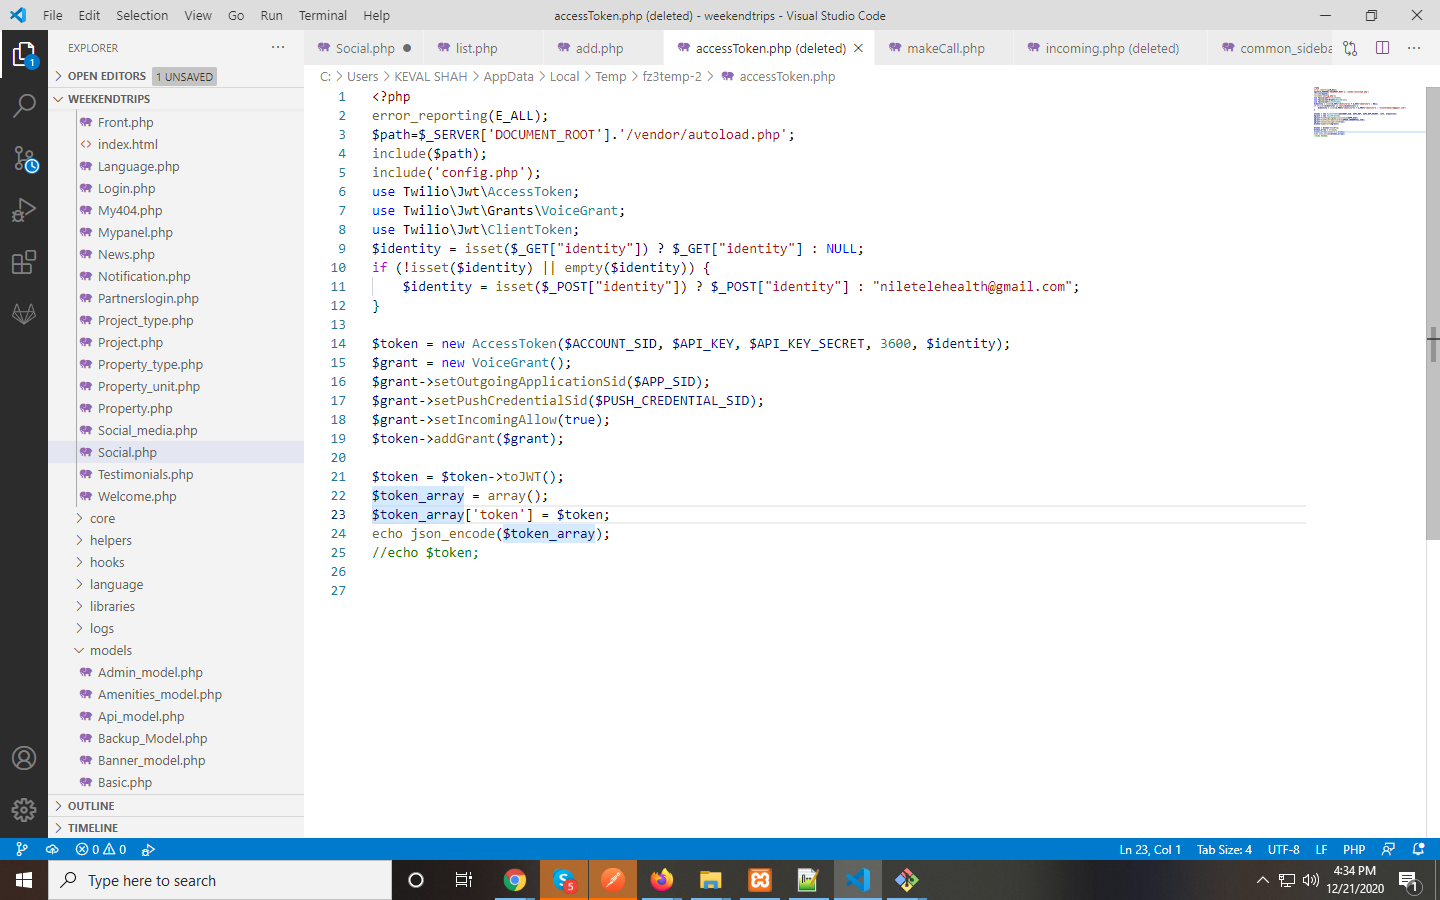 File Edit Selection View Go Run Terminal Help
accessToken.php (deleted) - weekendtrips - Visual Studio Code
EXPLORER
Social.php
list.php
add.php
accessToken.php (deleted)
makeCall.php
incoming.php (deleted)
common_sideba
OPEN EDITORS 1 UNSAVED
C: > Users > KEVAL SHAH > AppData > Local > Temp > fz3temp-2 > accessToken.php
WEEKENDTRIPS
Front.php
index.html
Language.php
Login.php
My404.php
Mypanel.php
News.php
Notification.php
Partnerslogin.php
Project_type.php
Project.php
Property_type.php
Property_unit.php
Property.php
Social_media.php
Social.php
Testimonials.php
Welcome.php
core
helpers
hooks
language
libraries
logs
models
Admin_model.php
Amenities_model.php
Api_model.php
Backup_Model.php
Banner_model.php
Basic.php
OUTLINE
TIMELINE
1 <?php
2 error_reporting(E_ALL);
3 $path=$_SERVER['DOCUMENT_ROOT'].'/vendor/autoload.php';
4 include($path);
5 include('config.php');
6 use Twilio\Jwt\AccessToken;
7 use Twilio\Jwt\Grants\VoiceGrant;
8 use Twilio\Jwt\ClientToken;
9 $identity = isset($_GET["identity"]) ? $_GET["identity"] : NULL;
10 if (!isset($identity) || empty($identity)) {
11 $identity = isset($_POST["identity"]) ? $_POST["identity"] : "niletelehealth@gmail.com";
12 }
13
14 $token = new AccessToken($ACCOUNT_SID, $API_KEY, $API_KEY_SECRET, 3600, $identity);
15 $grant = new VoiceGrant();
16 $grant->setOutgoingApplicationSid($APP_SID);
17 $grant->setPushCredentialSid($PUSH_CREDENTIAL_SID);
18 $grant->setIncomingAllow(true);
19 $token->addGrant($grant);
20
21 $token = $token->toJWT();
22 $token_array = array();
23 $token_array['token'] = $token;
24 echo json_encode($token_array);
25 //echo $token;
26
27
1
0 0
Ln 23, Col 1 Tab Size: 4 UTF-8 LF PHP
Type here to search
5
4:34 PM
12/21/2020
1